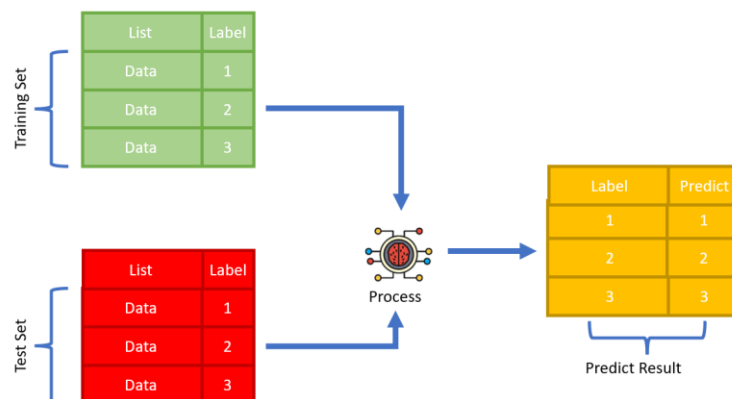 List Label
Training Set
Data 1
Data 2
Data 3
List Label
Test Set
Data 1
Data 2
Data 3
Process
Label Predict
1 1
2 2
3 3
Predict Result